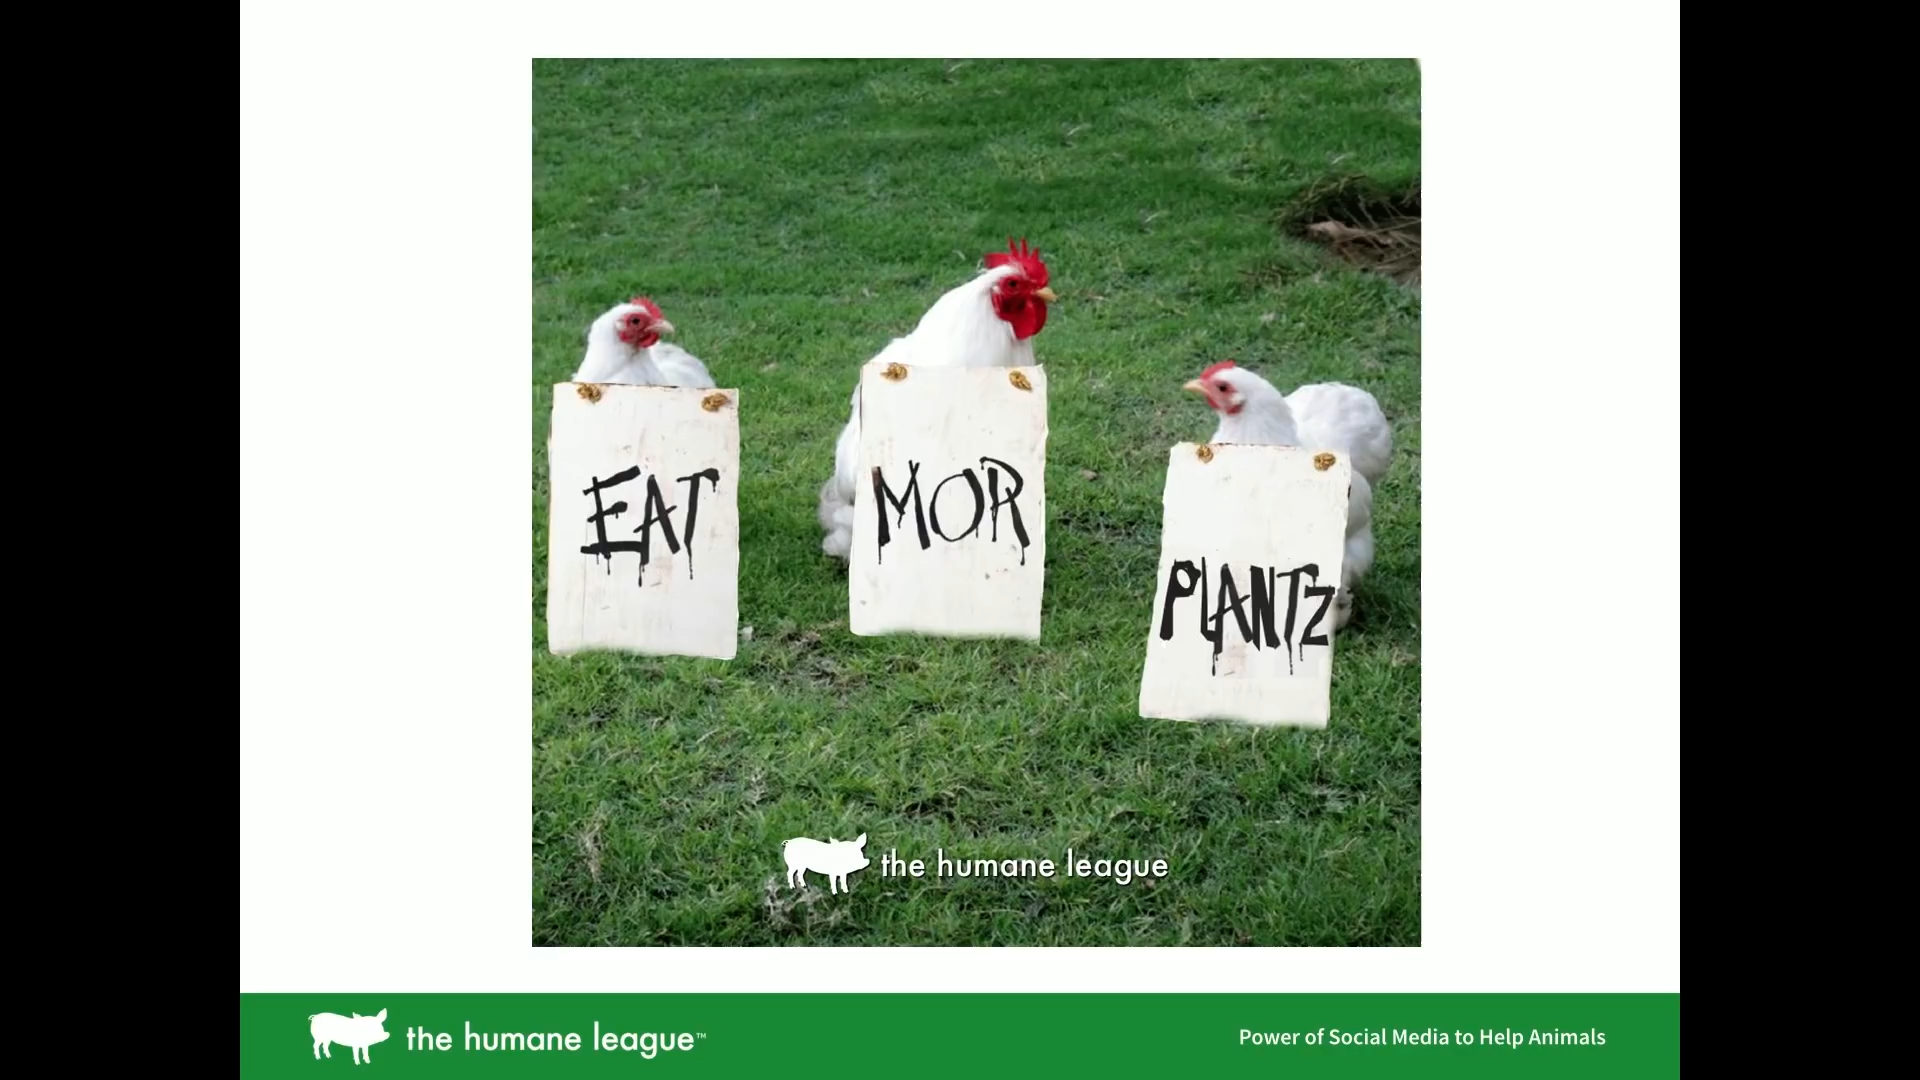 EAT
MOR
PLANTZ
the humane league
the humane league™
Power of Social Media to Help Animals